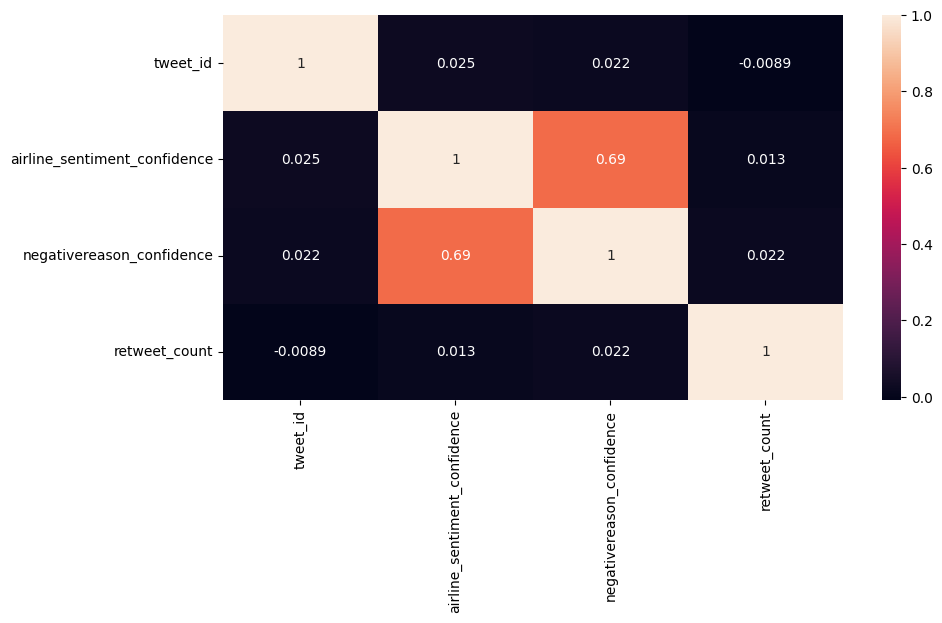 tweet_id 1 0.025 0.022 -0.0089
airline_sentiment_confidence 0.025 1 0.69 0.013
negativereason_confidence 0.022 0.69 1 0.022
retweet_count -0.0089 0.013 0.022 1
tweet_id
airline_sentiment_confidence
negativereason_confidence
retweet_count
1.0
0.8
0.6
0.4
0.2
0.0